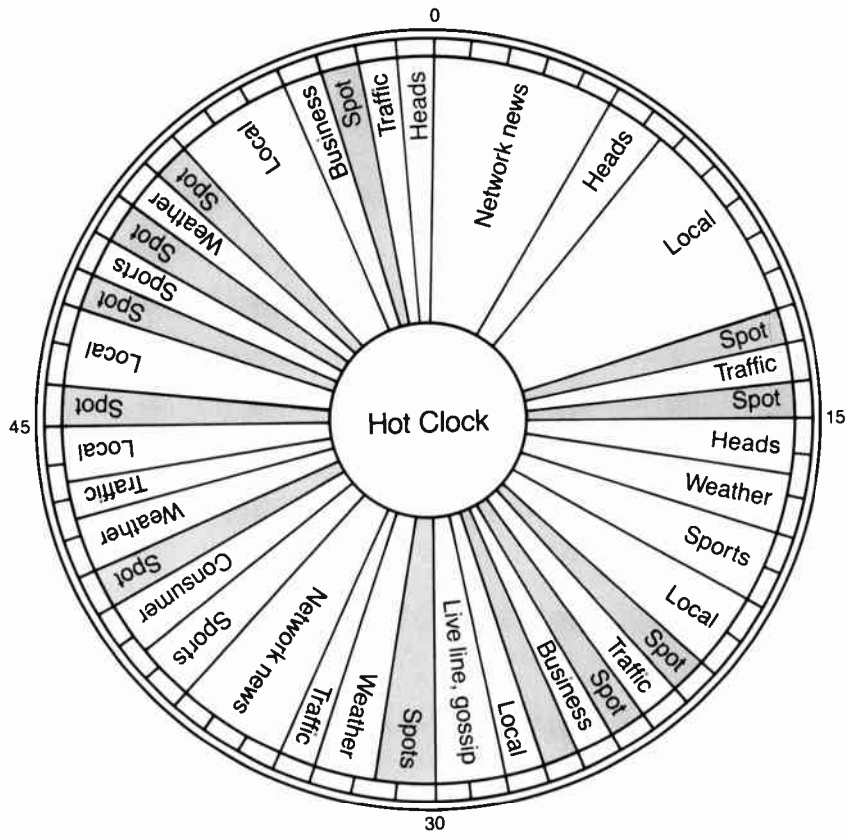 0
Network news
Heads
Local
Spot
Traffic
Spot
15
Heads
Weather
Sports
Local
Spot
Traffic
Spot
Business
Local
Live line, gossip
30
Spots
Weather
Traffic
Network news
Sports
Consumer
Spot
Weather
Traffic
Local
45
Spot
Local
Spot
Sports
Spot
Weather
Spot
Local
Business
Spot
Traffic
Heads
Hot Clock